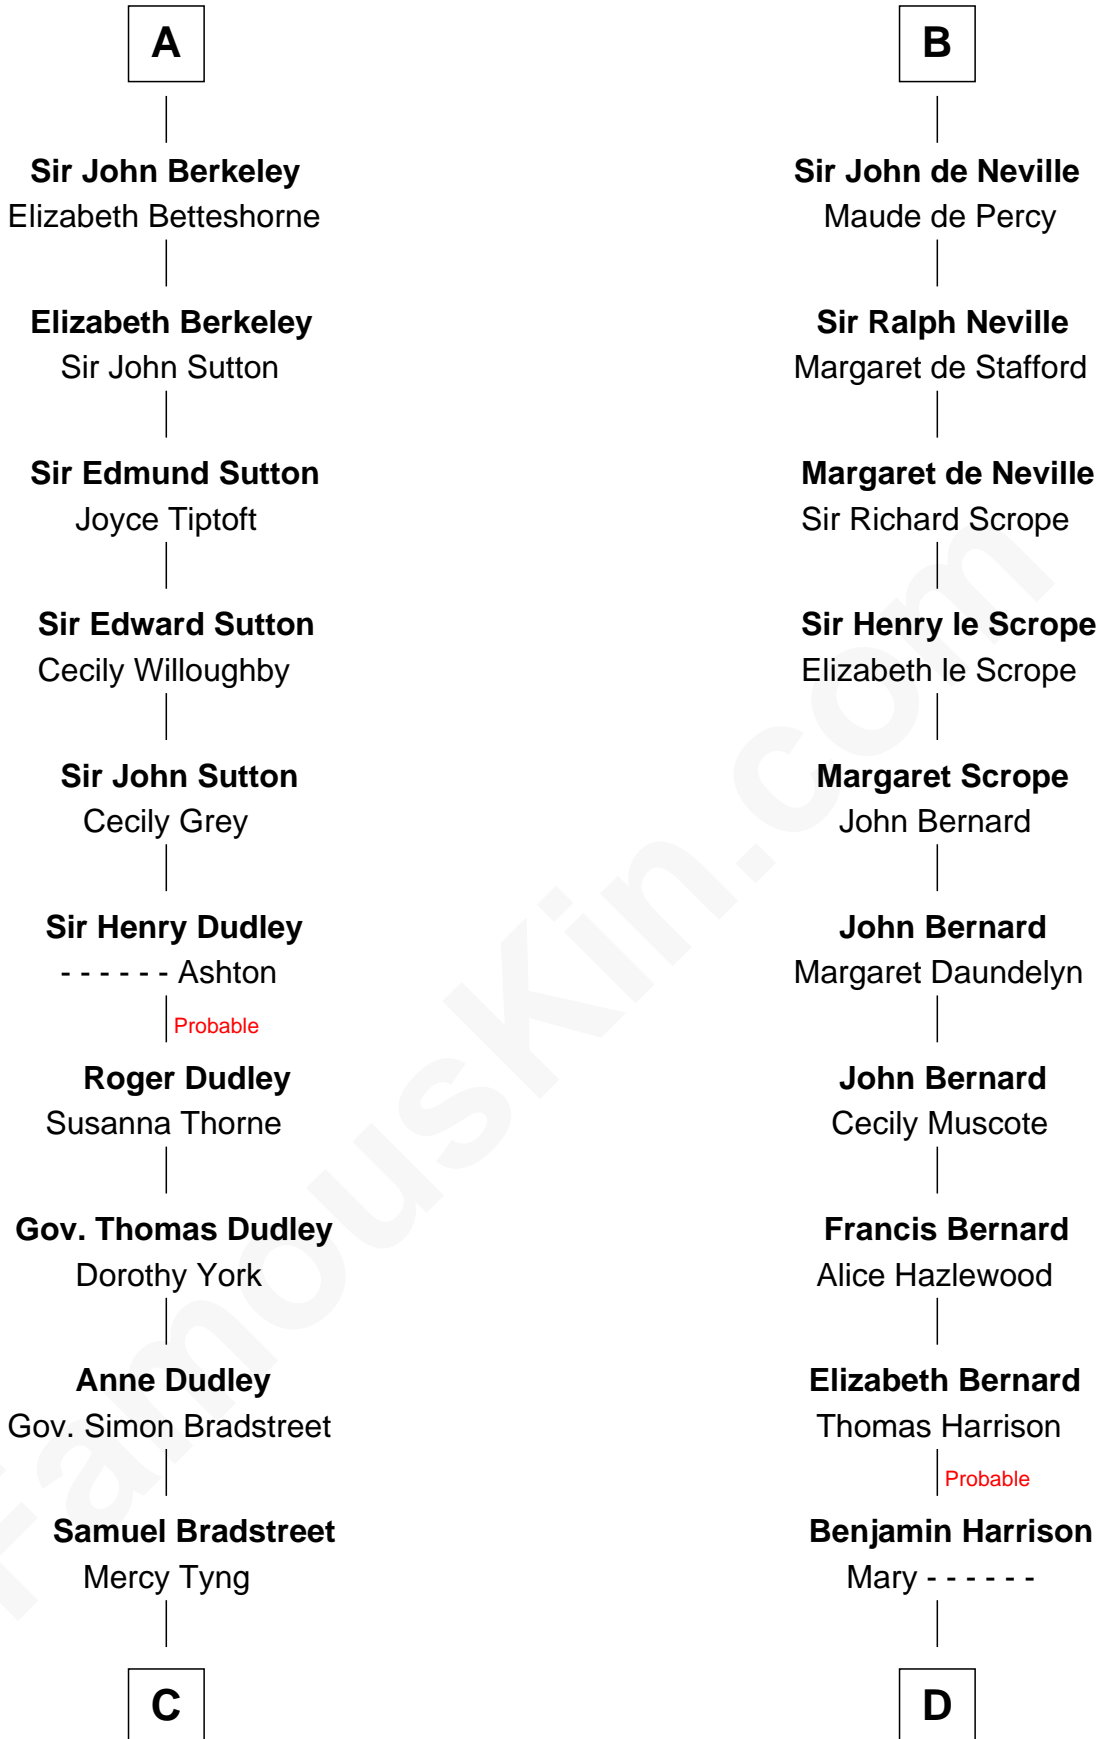 A
Sir John Berkeley
Elizabeth Betteshorne
Elizabeth Berkeley
Sir John Sutton
Sir Edmund Sutton
Joyce Tiptoft
Sir Edward Sutton
Cecily Willoughby
Sir John Sutton
Cecily Grey
Sir Henry Dudley
- - - - - - Ashton
Probable
Roger Dudley
Susanna Thorne
Gov. Thomas Dudley
Dorothy York
Anne Dudley
Gov. Simon Bradstreet
Samuel Bradstreet
Mercy Tyng
C
B
Sir John de Neville
Maude de Percy
Sir Ralph Neville
Margaret de Stafford
Margaret de Neville
Sir Richard Scrope
Sir Henry le Scrope
Elizabeth le Scrope
Margaret Scrope
John Bernard
John Bernard
Margaret Daundelyn
John Bernard
Cecily Muscote
Francis Bernard
Alice Hazlewood
Elizabeth Bernard
Thomas Harrison
Probable
Benjamin Harrison
Mary - - - - - -
D
FamousKin.com